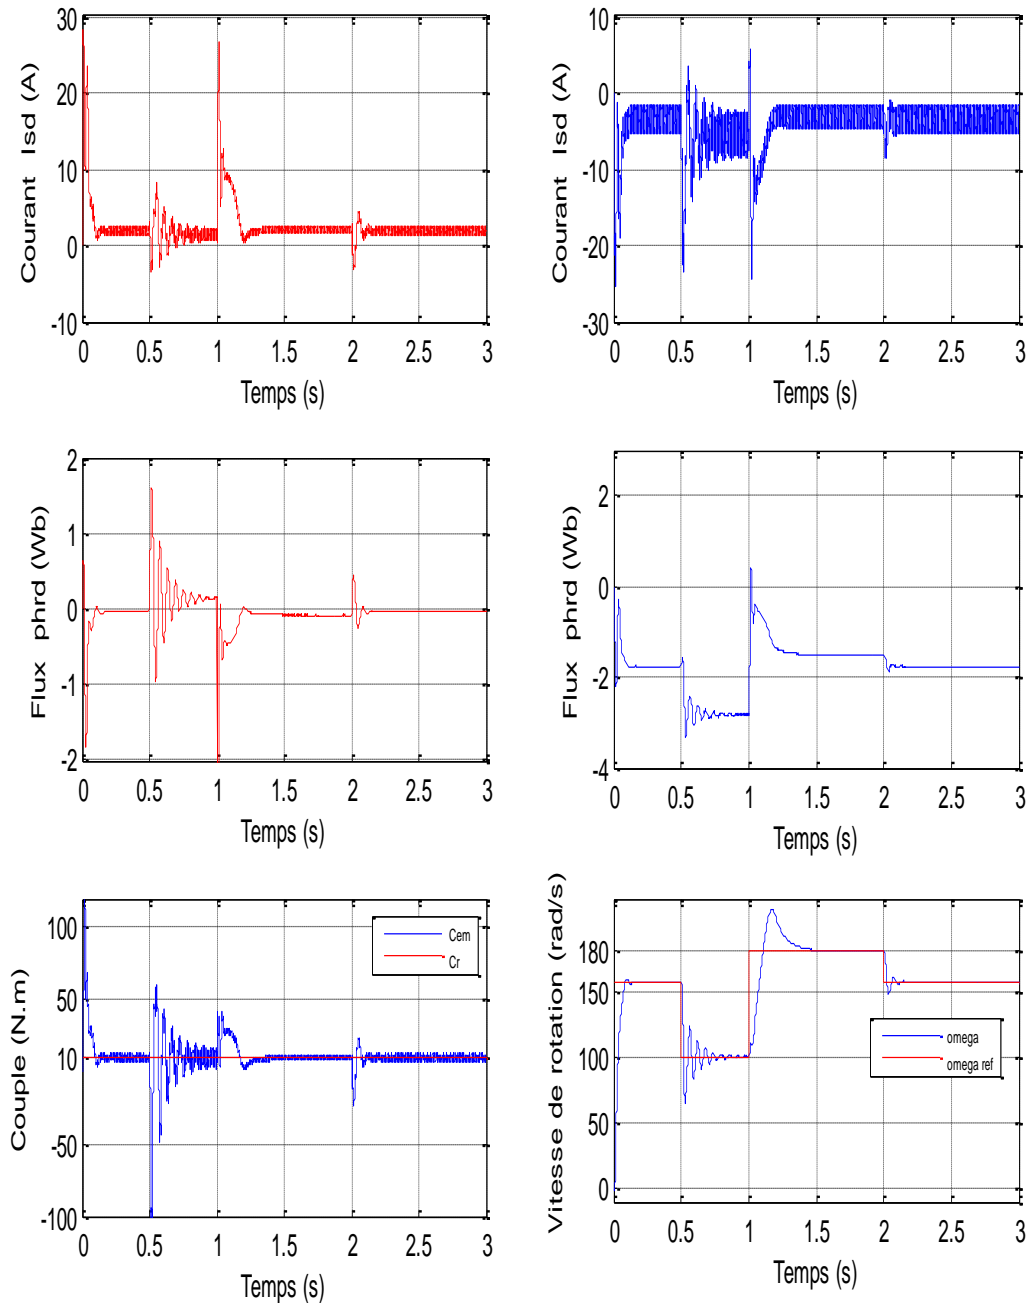 Courant Isd (A)
30
20
10
0
-10
0 0.5 1 1.5 2 2.5 3
Temps (s)
Courant Isd (A)
10
0
-10
-20
-30
0 0.5 1 1.5 2 2.5 3
Temps (s)
Flux phrd (Wb)
2
1
0
-1
-2
0 0.5 1 1.5 2 2.5 3
Temps (s)
Flux phrd (Wb)
2
0
-2
-4
0 0.5 1 1.5 2 2.5 3
Temps (s)
Couple (N.m)
100
50
10
-50
-100
Cem
Cr
0 0.5 1 1.5 2 2.5 3
Temps (s)
Vitesse de rotation (rad/s)
180
150
100
50
0
omega
omega ref
0 0.5 1 1.5 2 2.5 3
Temps (s)